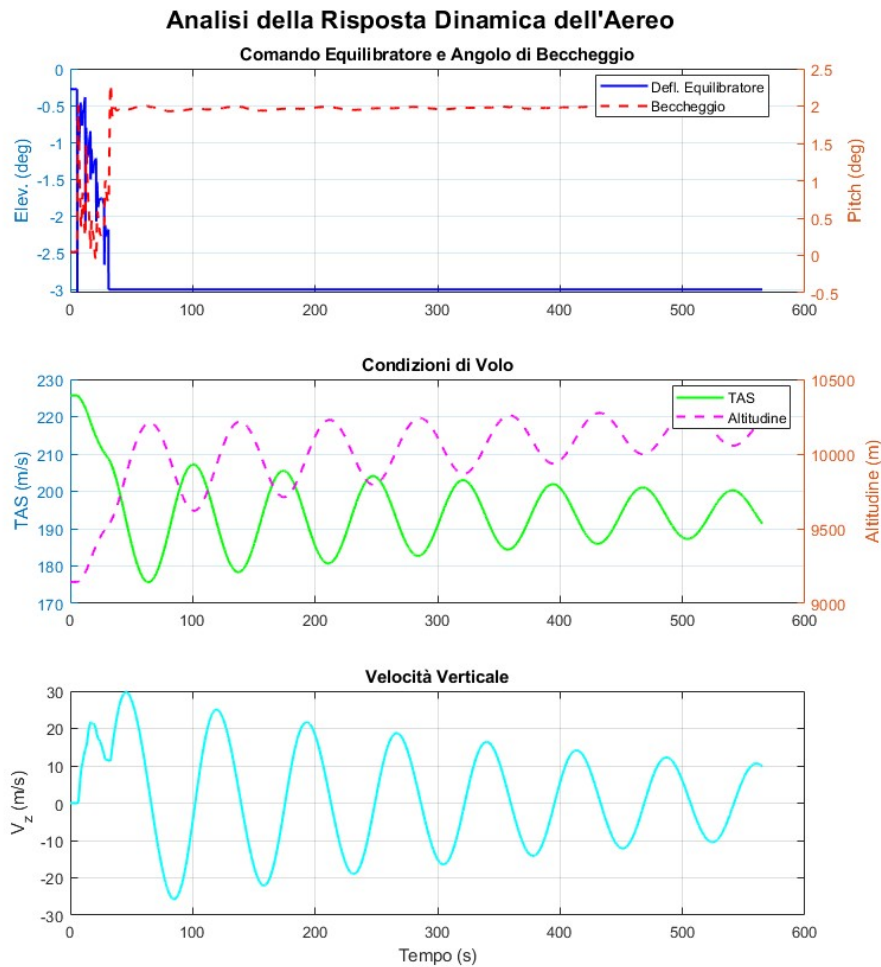 Analisi della Risposta Dinamica dell'Aereo
Comando Equilibratore e Angolo di Beccheggio
Elev. (deg)
0
-0.5
-1
-1.5
-2
-2.5
-3
Defl. Equilibratore
Beccheggio
2.5
2
1.5
1
0.5
0
-0.5
Pitch (deg)
0 100 200 300 400 500 600
Condizioni di Volo
TAS (m/s)
230
220
210
200
190
180
170
TAS
Altitudine
10500
10000
9500
9000
Altitudine (m)
0 100 200 300 400 500 600
Velocità Verticale
V_z (m/s)
30
20
10
0
-10
-20
-30
0 100 200 300 400 500 600
Tempo (s)